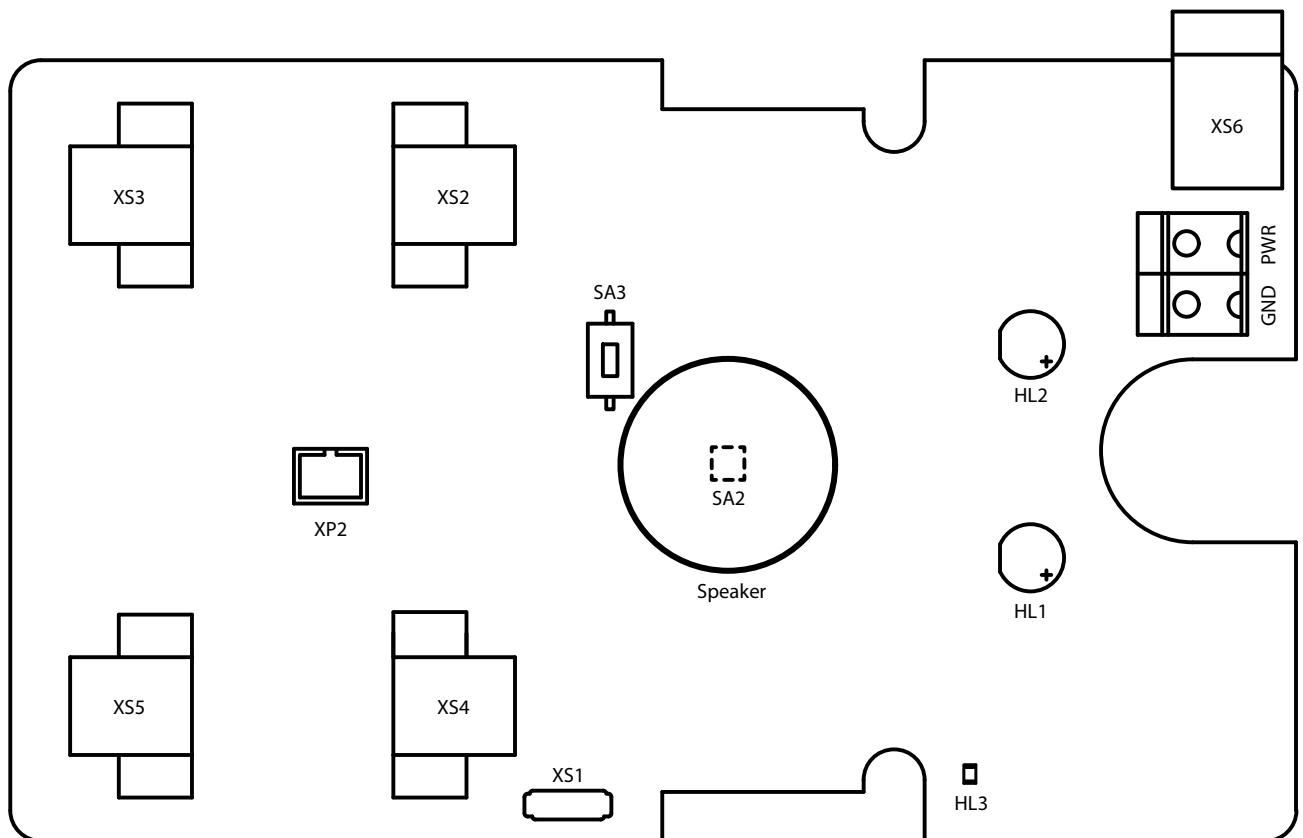 XS6
XS3
XS2
PWR
GND
SA3
HL2
SA2
XP2
Speaker
HL1
XS5
XS4
XS1
HL3